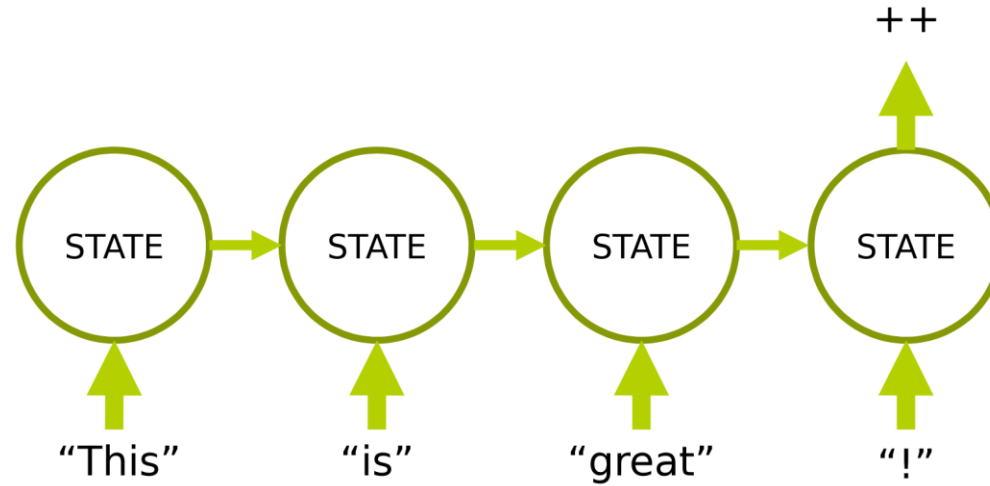 ++
STATE STATE STATE STATE
“This” “is” “great” “!”